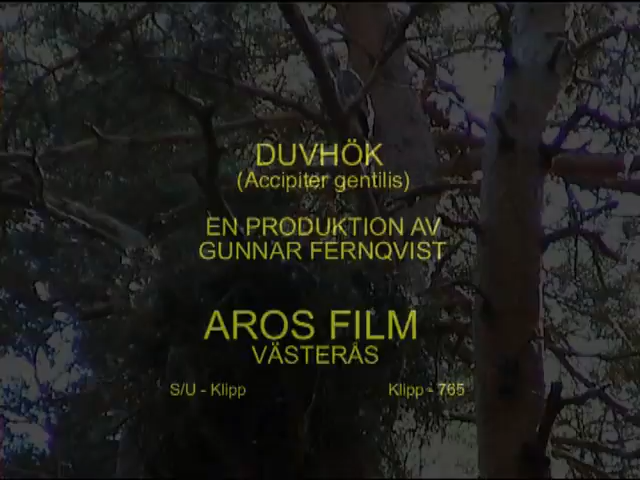 DUVHÖK
(Accipiter gentilis)
EN PRODUKTION AV
GUNNAR FERNQVIST
AROS FILM
VÄSTERÅS
S/U - Klipp Klipp - 765